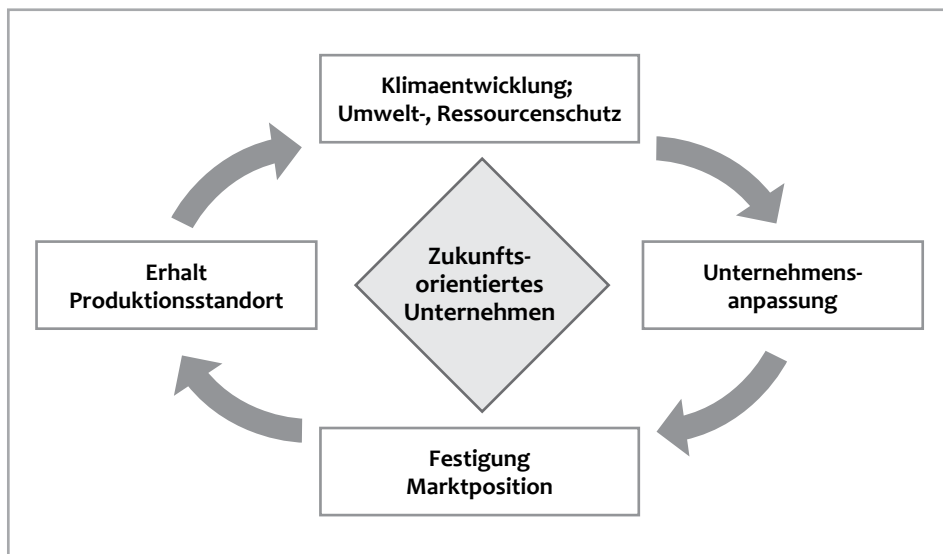 Klimaentwicklung;
Umwelt-, Ressourcenschutz
Erhalt
Produktionsstandort
Zukunfts-
orientiertes
Unternehmen
Unternehmens-
anpassung
Festigung
Marktposition